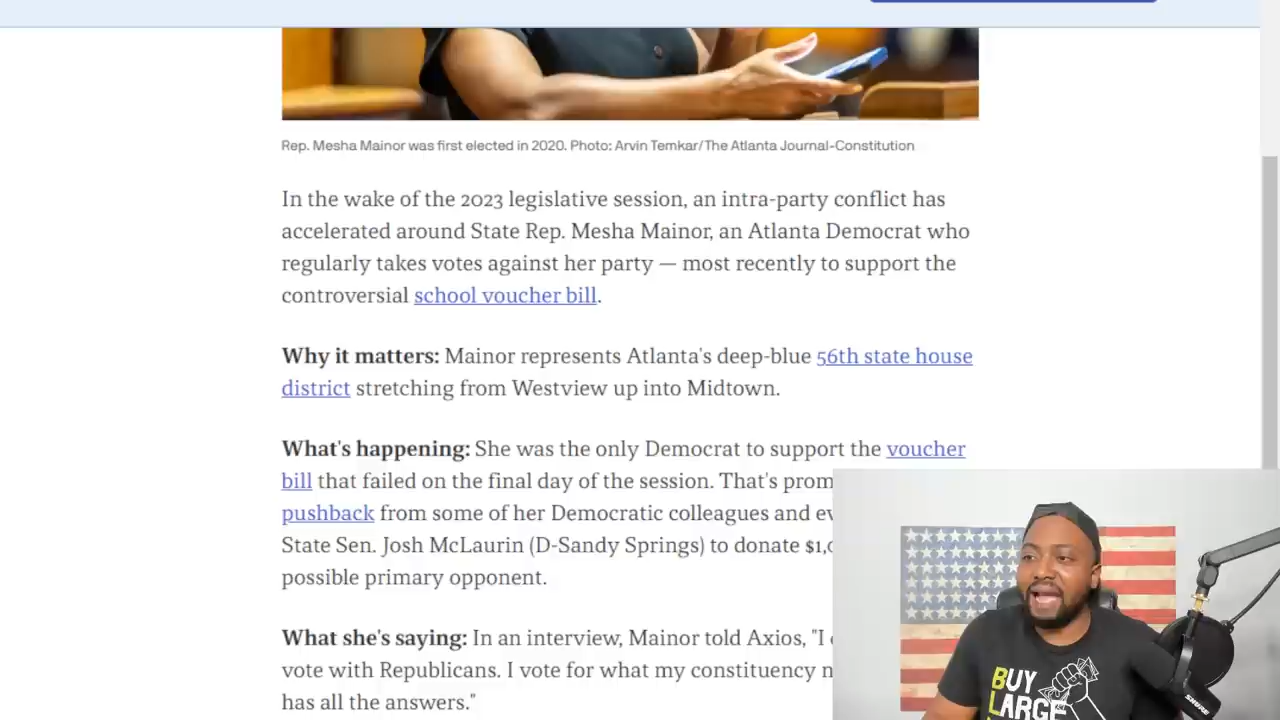 Rep. Mesha Mainor was first elected in 2020. Photo: Arvin Temkar/The Atlanta Journal-Constitution
In the wake of the 2023 legislative session, an intra-party conflict has
accelerated around State Rep. Mesha Mainor, an Atlanta Democrat who
regularly takes votes against her party — most recently to support the
controversial school voucher bill.
Why it matters: Mainor represents Atlanta's deep-blue 56th state house
district stretching from Westview up into Midtown.
What's happening: She was the only Democrat to support the voucher
bill that failed on the final day of the session. That's prom
pushback from some of her Democratic colleagues and ev
State Sen. Josh McLaurin (D-Sandy Springs) to donate $1,0
possible primary opponent.
What she's saying: In an interview, Mainor told Axios, "I
vote with Republicans. I vote for what my constituency
has all the answers."
BUY
LARGE
SHURE